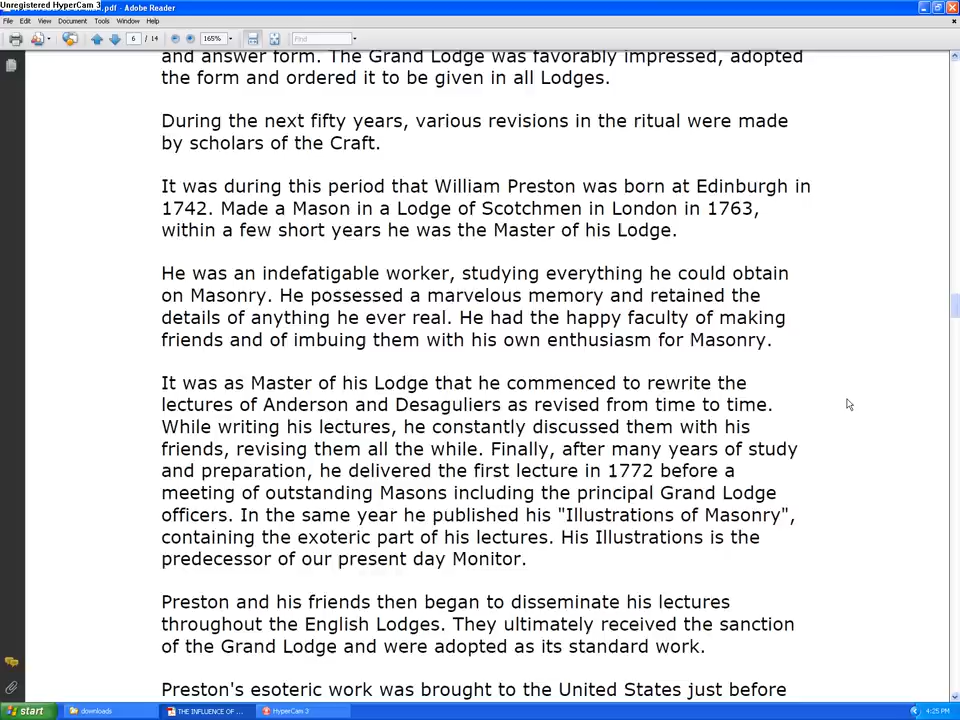 Unregistered HyperCam 3
.pdf - Adobe Reader
File Edit View Document Tools Window Help
6 / 14 165% Find
and answer form. The Grand Lodge was favorably impressed, adopted
the form and ordered it to be given in all Lodges.
During the next fifty years, various revisions in the ritual were made
by scholars of the Craft.
It was during this period that William Preston was born at Edinburgh in
1742. Made a Mason in a Lodge of Scotchmen in London in 1763,
within a few short years he was the Master of his Lodge.
He was an indefatigable worker, studying everything he could obtain
on Masonry. He possessed a marvelous memory and retained the
details of anything he ever real. He had the happy faculty of making
friends and of imbuing them with his own enthusiasm for Masonry.
It was as Master of his Lodge that he commenced to rewrite the
lectures of Anderson and Desaguliers as revised from time to time.
While writing his lectures, he constantly discussed them with his
friends, revising them all the while. Finally, after many years of study
and preparation, he delivered the first lecture in 1772 before a
meeting of outstanding Masons including the principal Grand Lodge
officers. In the same year he published his "Illustrations of Masonry",
containing the exoteric part of his lectures. His Illustrations is the
predecessor of our present day Monitor.
Preston and his friends then began to disseminate his lectures
throughout the English Lodges. They ultimately received the sanction
of the Grand Lodge and were adopted as its standard work.
Preston's esoteric work was brought to the United States just before
start downloads THE INFLUENCE OF ... HyperCam 3 4:25 PM